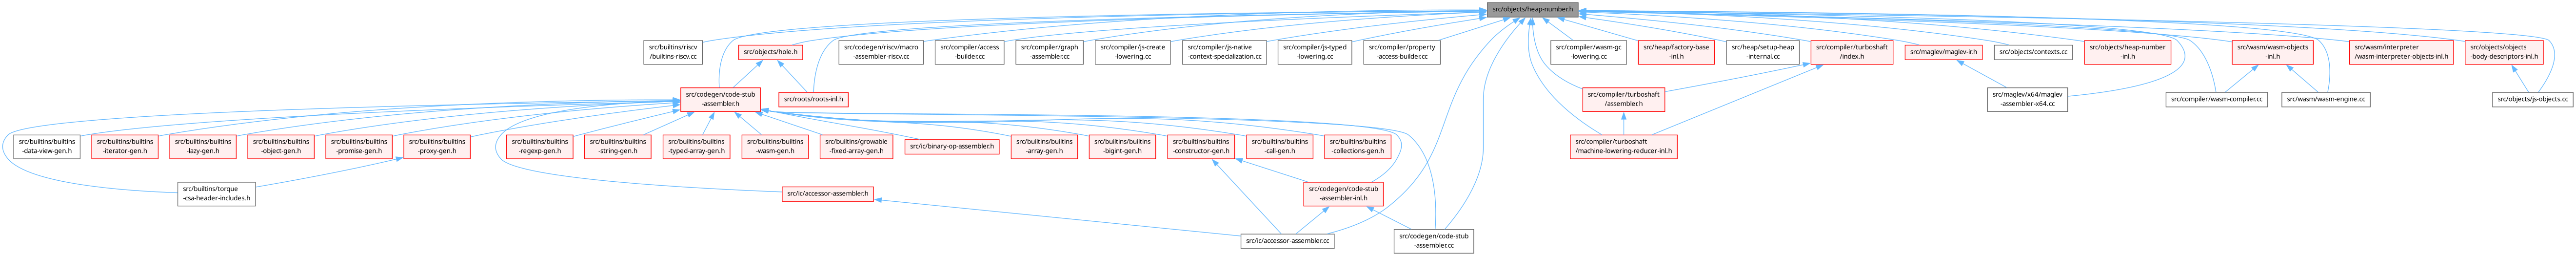 src/objects/heap-number.h
src/builtins/riscv
/builtins-riscv.cc
src/objects/hole.h
src/codegen/riscv/macro
-assembler-riscv.cc
src/compiler/access
-builder.cc
src/compiler/graph
-assembler.cc
src/compiler/js-create
-lowering.cc
src/compiler/js-native
-context-specialization.cc
src/compiler/js-typed
-lowering.cc
src/compiler/property
-access-builder.cc
src/compiler/wasm-gc
-lowering.cc
src/heap/factory-base
-inl.h
src/heap/setup-heap
-internal.cc
src/compiler/turboshaft
/index.h
src/maglev/maglev-ir.h
src/objects/contexts.cc
src/objects/heap-number
-inl.h
src/wasm/wasm-objects
-inl.h
src/wasm/interpreter
/wasm-interpreter-objects-inl.h
src/objects/objects
-body-descriptors-inl.h
src/codegen/code-stub
-assembler.h
src/roots/roots-inl.h
src/compiler/turboshaft
/assembler.h
src/maglev/x64/maglev
-assembler-x64.cc
src/compiler/wasm-compiler.cc
src/wasm/wasm-engine.cc
src/objects/js-objects.cc
src/builtins/builtins
-data-view-gen.h
src/builtins/builtins
-iterator-gen.h
src/builtins/builtins
-lazy-gen.h
src/builtins/builtins
-object-gen.h
src/builtins/builtins
-promise-gen.h
src/builtins/builtins
-proxy-gen.h
src/builtins/builtins
-regexp-gen.h
src/builtins/builtins
-string-gen.h
src/builtins/builtins
-typed-array-gen.h
src/builtins/builtins
-wasm-gen.h
src/builtins/growable
-fixed-array-gen.h
src/ic/binary-op-assembler.h
src/builtins/builtins
-array-gen.h
src/builtins/builtins
-bigint-gen.h
src/builtins/builtins
-constructor-gen.h
src/builtins/builtins
-call-gen.h
src/builtins/builtins
-collections-gen.h
src/compiler/turboshaft
/machine-lowering-reducer-inl.h
src/builtins/torque
-csa-header-includes.h
src/ic/accessor-assembler.h
src/codegen/code-stub
-assembler-inl.h
src/ic/accessor-assembler.cc
src/codegen/code-stub
-assembler.cc